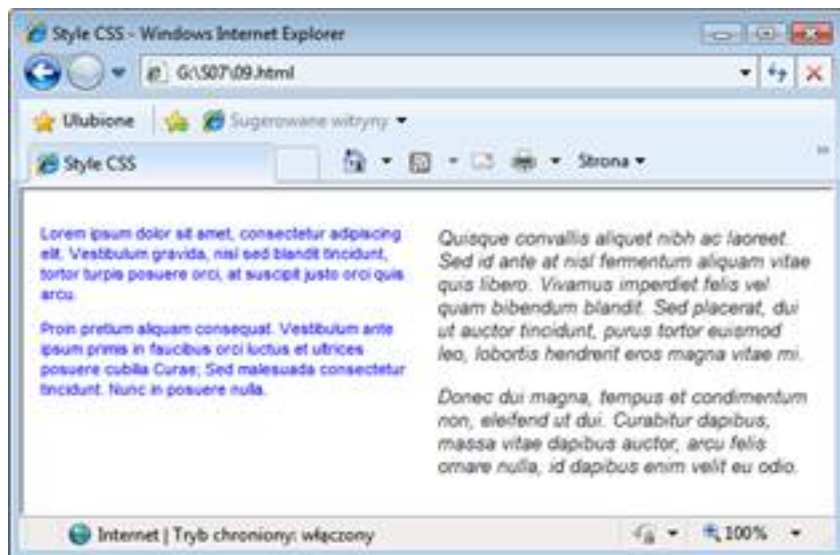 Style CSS - Windows Internet Explorer
G:\S07\09.html
Ulubione Sugerowane witryny
Style CSS Strona
Lorem ipsum dolor sit amet, consectetur adipiscing
elit. Vestibulum gravida, nisl sed blandit tincidunt,
tortor turpis posuere orci, at suscipit justo orci quis
arcu.
Proin pretium aliquam consequat. Vestibulum ante
ipsum primis in faucibus orci luctus et ultrices
posuere cubilia Curae; Sed malesuada consectetur
tincidunt. Nunc in posuere nulla.
Quisque convallis aliquet nibh ac laoreet.
Sed id ante at nisl fermentum aliquam vitae
quis libero. Vivamus imperdiet felis vel
quam bibendum blandit. Sed placerat, dui
ut auctor tincidunt, purus tortor euismod
leo, lobortis hendrerit eros magna vitae mi.
Donec dui magna, tempus et condimentum
non, eleifend ut dui. Curabitur dapibus,
massa vitae dapibus auctor, arcu felis
ornare nulla, id dapibus enim velit eu odio.
Internet | Tryb chroniony: włączony 100%